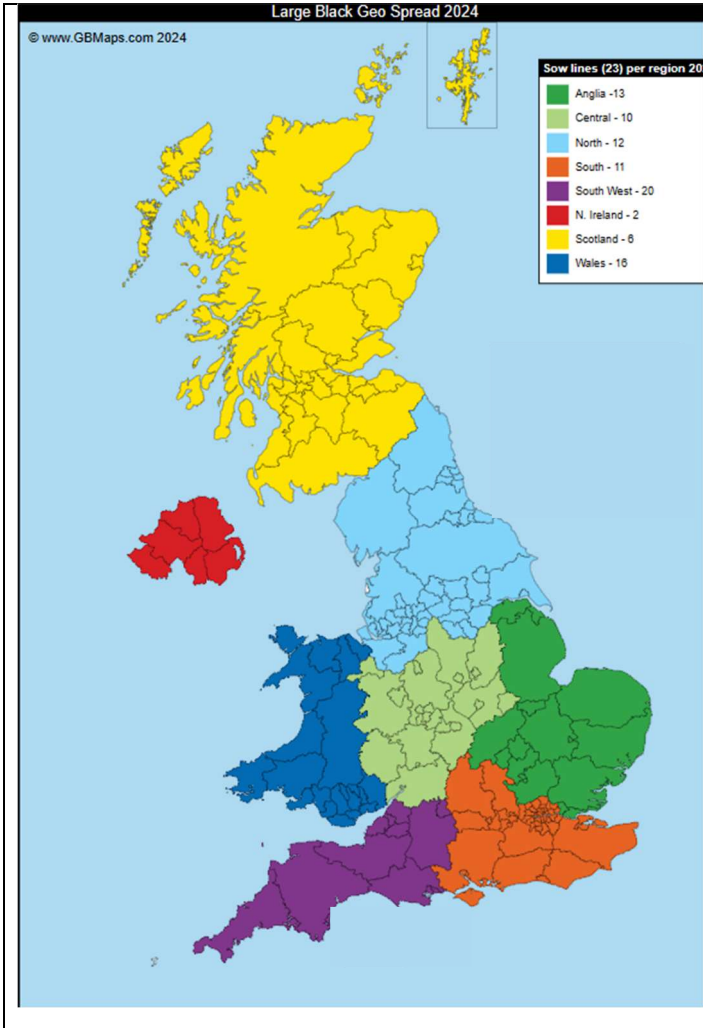 Large Black Geo Spread 2024
© www.GBMaps.com 2024
Sow lines (23) per region 20
Anglia - 13
Central - 10
North - 12
South - 11
South West - 20
N. Ireland - 2
Scotland - 6
Wales - 16